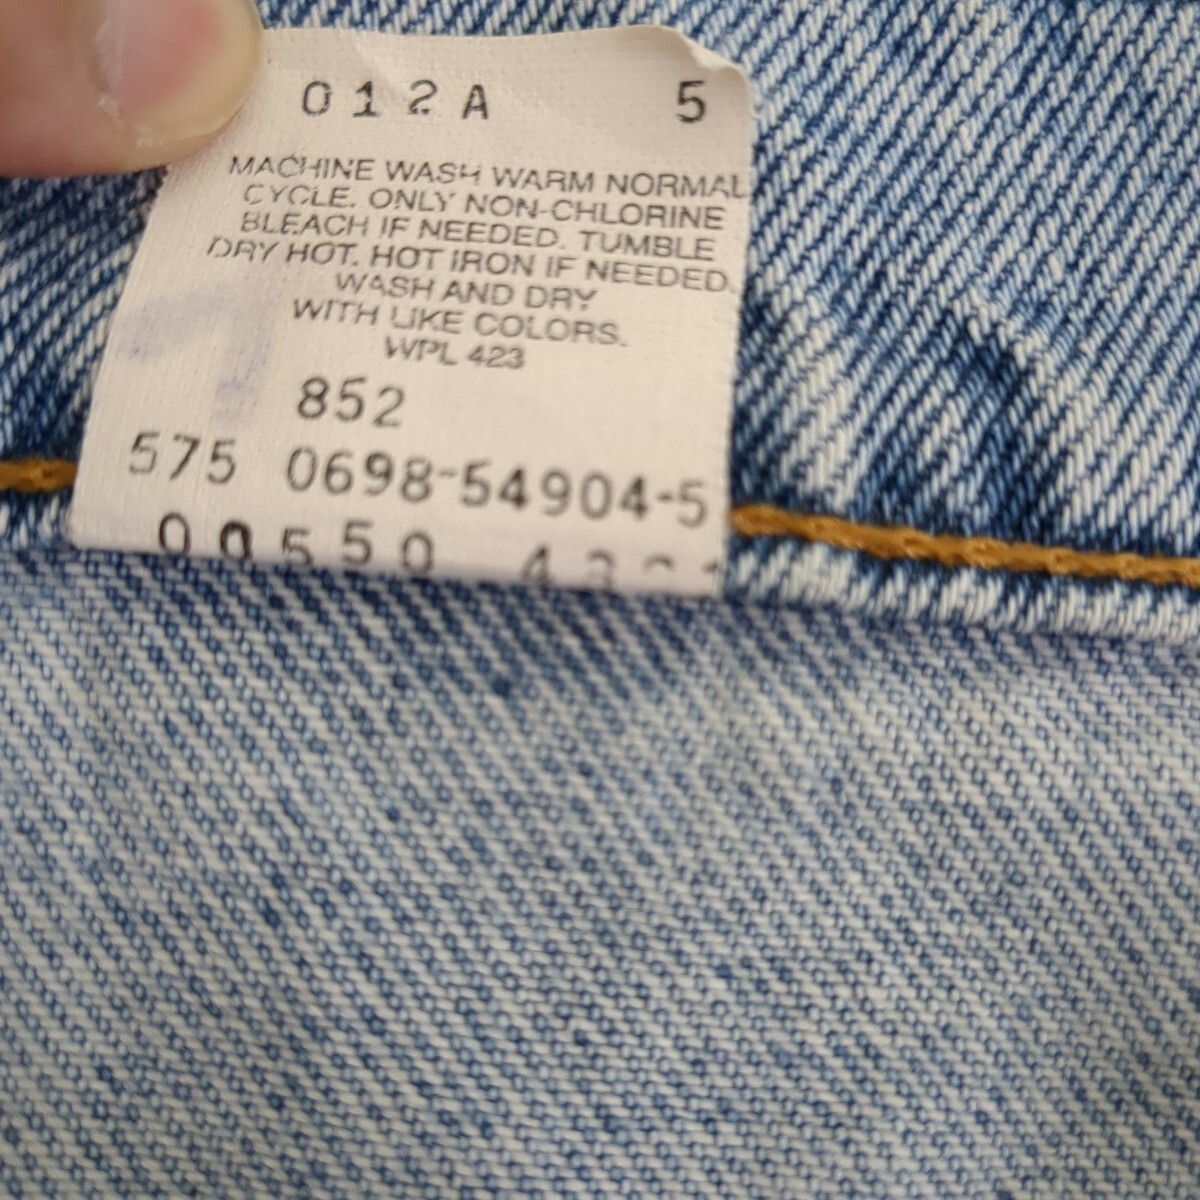 012A 5
MACHINE WASH WARM NORMAL
CYCLE. ONLY NON-CHLORINE
BLEACH IF NEEDED. TUMBLE
DRY HOT. HOT IRON IF NEEDED.
WASH AND DRY
WITH LIKE COLORS.
WPL 423
852
575 0698-54904-5
00550